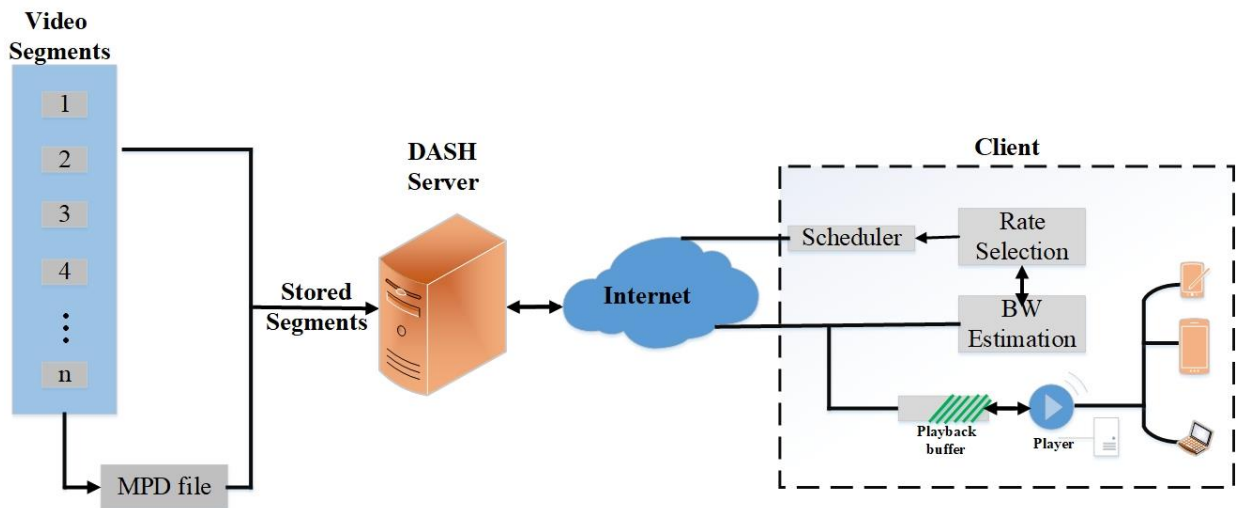 Video
Segments
1
2
3
4
n
MPD file
Stored
Segments
DASH
Server
Internet
Client
Scheduler
Rate
Selection
BW
Estimation
Playback
buffer
Player